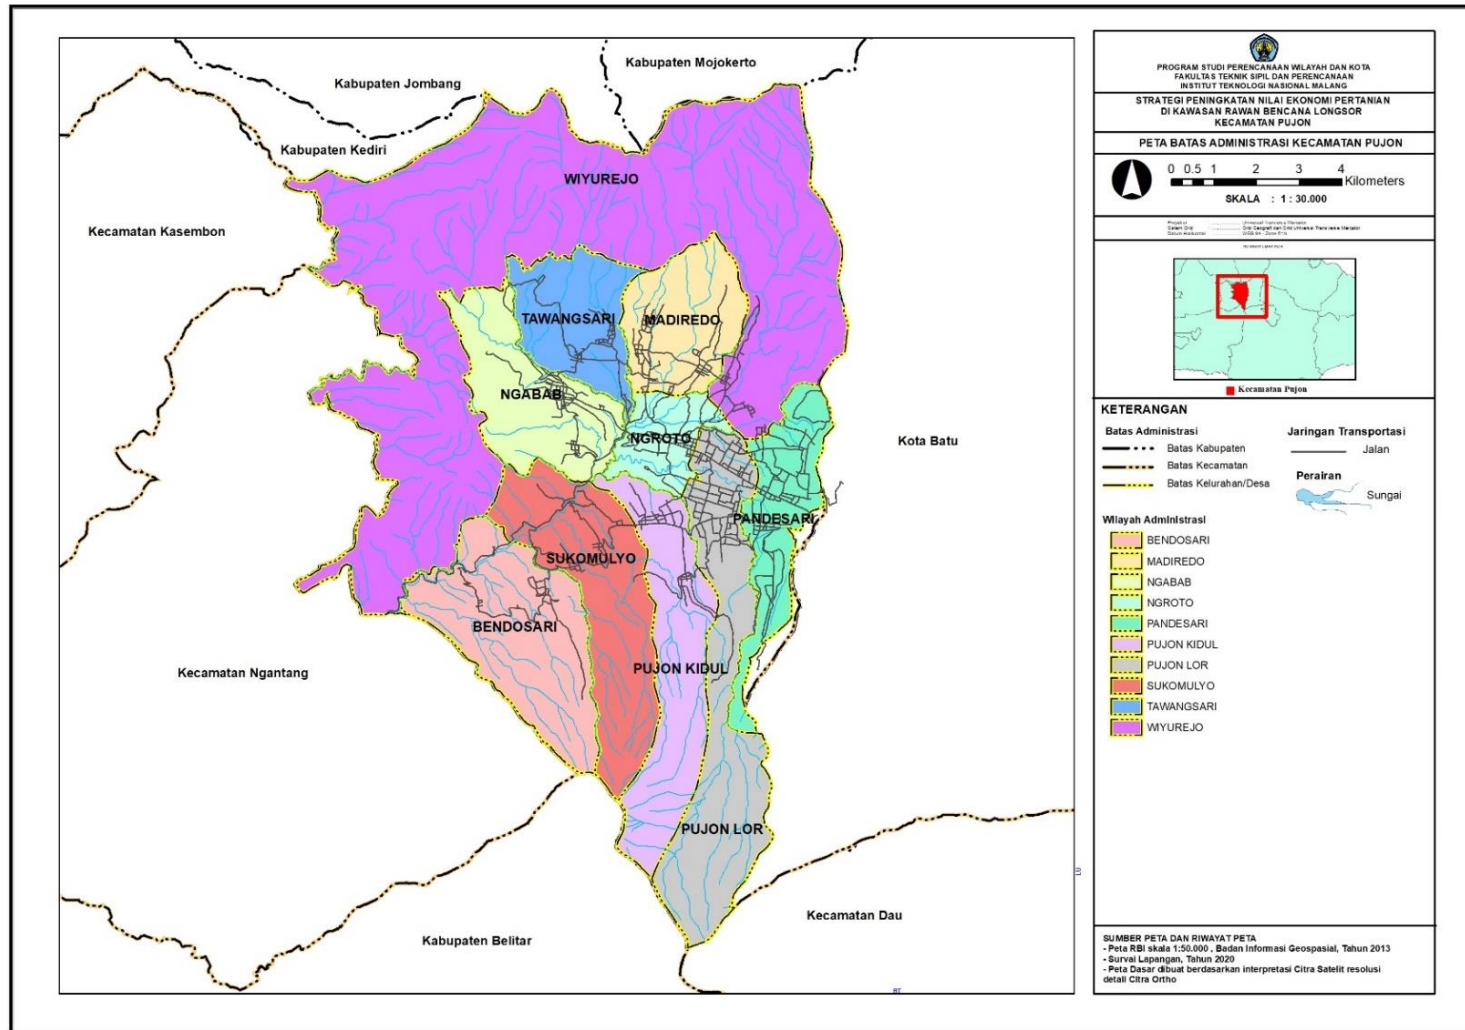 Kabupaten Mojokerto
Kabupaten Jombang
Kabupaten Kediri
WIYUREJO
Kecamatan Kasembon
TAWANGSARI
MADIREDO
NGABAB
NGROTO
Kota Batu
PANDESARI
SUKOMULYO
BENDOSARI
PUJON KIDUL
Kecamatan Ngantang
PUJON LOR
Kecamatan Dau
Kabupaten Belitar
PROGRAM STUDI PERENCANAAN WILAYAH DAN KOTA
FAKULTAS TEKNIK SIPIL DAN PERENCANAAN
INSTITUT TEKNOLOGI NASIONAL MALANG
STRATEGI PENINGKATAN NILAI EKONOMI PERTANIAN
DI KAWASAN RAWAN BENCANA LONGSOR
KECAMATAN PUJON
PETA BATAS ADMINISTRASI KECAMATAN PUJON
0 0.5 1 2 3 4
Kilometers
SKALA : 1 : 30.000
Kecamatan Pujon
KETERANGAN
Batas Administrasi
Batas Kabupaten
Batas Kecamatan
Batas Kelurahan/Desa
Jaringan Transportasi
Jalan
Perairan
Sungai
Wilayah Administrasi
BENDOSARI
MADIREDO
NGABAB
NGROTO
PANDESARI
PUJON KIDUL
PUJON LOR
SUKOMULYO
TAWANGSARI
WIYUREJO
SUMBER PETA DAN RIWAYAT PETA
- Peta RBI skala 1:50.000 , Badan Informasi Geospasial, Tahun 2013
- Survai Lapangan, Tahun 2020
- Peta Dasar dibuat berdasarkan interpretasi Citra Satelit resolusi
detail Citra Ortho